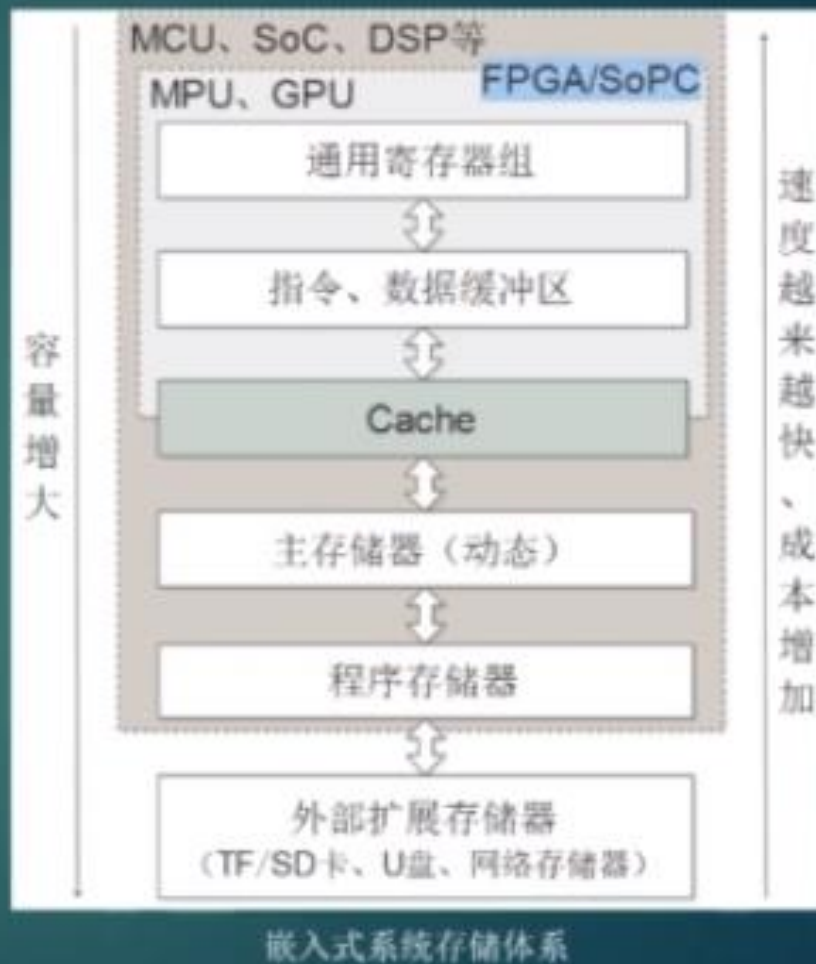 MCU、SoC、DSP等
FPGA/SoPC
MPU、GPU
通用寄存器组
指令、数据缓冲区
Cache
主存储器（动态）
程序存储器
外部扩展存储器
（TF/SD卡、U盘、网络存储器）
容量增大
速度越来越快、成本增加
嵌入式系统存储体系